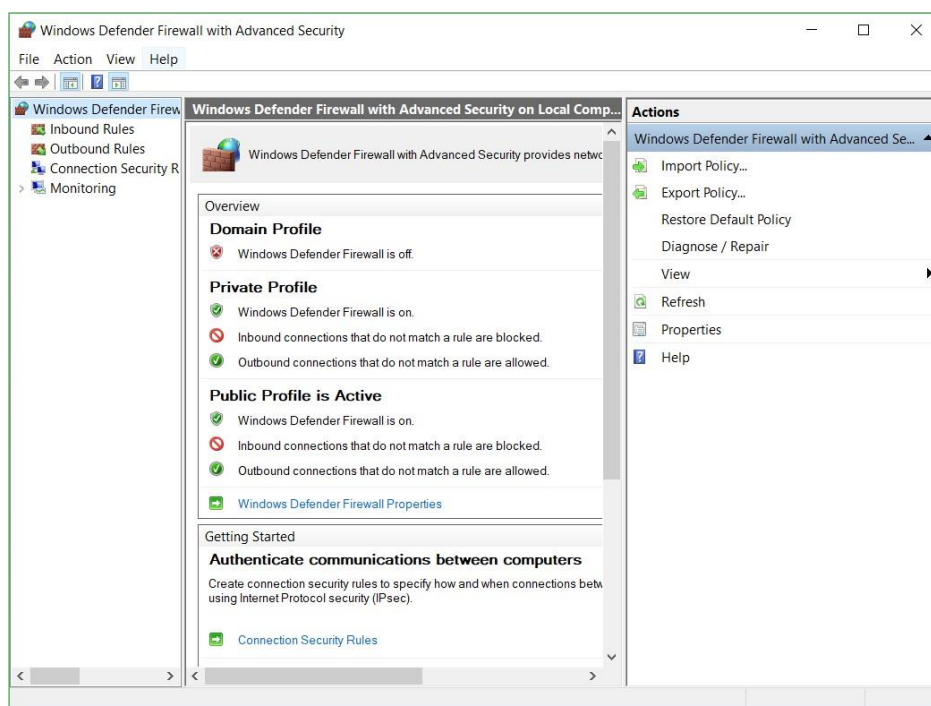 Windows Defender Firewall with Advanced Security
File Action View Help
Windows Defender Firew
Inbound Rules
Outbound Rules
Connection Security R
Monitoring
Windows Defender Firewall with Advanced Security on Local Comp...
Windows Defender Firewall with Advanced Security provides netwo
Overview
Domain Profile
Windows Defender Firewall is off.
Private Profile
Windows Defender Firewall is on.
Inbound connections that do not match a rule are blocked.
Outbound connections that do not match a rule are allowed.
Public Profile is Active
Windows Defender Firewall is on.
Inbound connections that do not match a rule are blocked.
Outbound connections that do not match a rule are allowed.
Windows Defender Firewall Properties
Getting Started
Authenticate communications between computers
Create connection security rules to specify how and when connections betw
using Internet Protocol security (IPsec).
Connection Security Rules
Actions
Windows Defender Firewall with Advanced Se...
Import Policy...
Export Policy...
Restore Default Policy
Diagnose / Repair
View
Refresh
Properties
Help